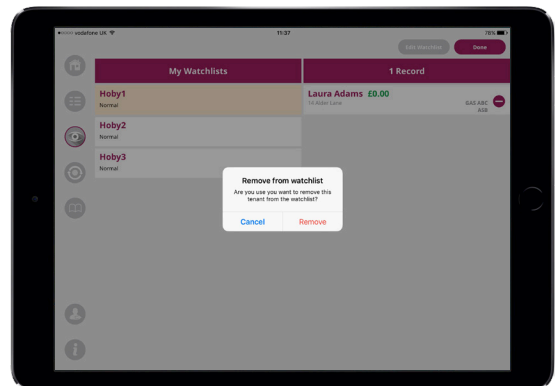 vodafone UK
11:37
78%
Edit Watchlist
Done
My Watchlists
1 Record
Hoby1
Normal
Hoby2
Normal
Hoby3
Normal
Laura Adams £0.00
14 Alder Lane
GAS ABC
ASB
Remove from watchlist
Are you use you want to remove this
tenant from the watchlist?
Cancel
Remove
i